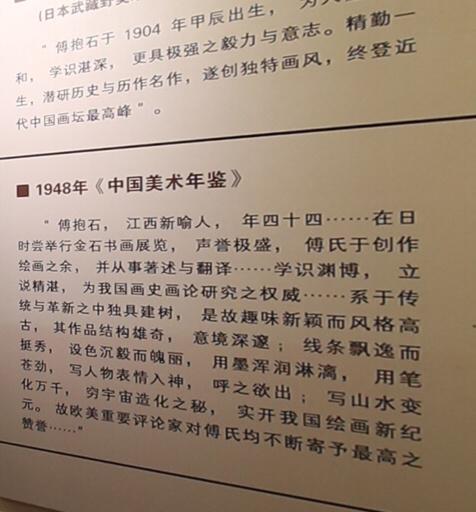 (日本武藏野美
“傅抱石于 1904 年甲辰出生，为人
和，学识湛深，更具极强之毅力与意志。精勤一
生，潜研历史与历作名作，遂创独特画风，终登近
代中国画坛最高峰”。
■ 1948年《中国美术年鉴》
“傅抱石，江西新喻人，年四十四……在日
时尝举行金石书画展览，声誉极盛，傅氏于创作
绘画之余，并从事著述与翻译……学识渊博，立
说精湛，为我国画史画论研究之权威……系于传
统与革新之中独具建树，是故趣味新颖而风格高
古，其作品结构雄奇，意境深邃；线条飘逸而
挺秀，设色沉毅而瑰丽，用墨浑润淋漓，用笔
苍劲，写人物表情入神，呼之欲出；写山水变
化万千，穷宇宙造化之秘，实开我国绘画新纪
元。故欧美重要评论家对傅氏均不断寄予最高之
赞誉……”